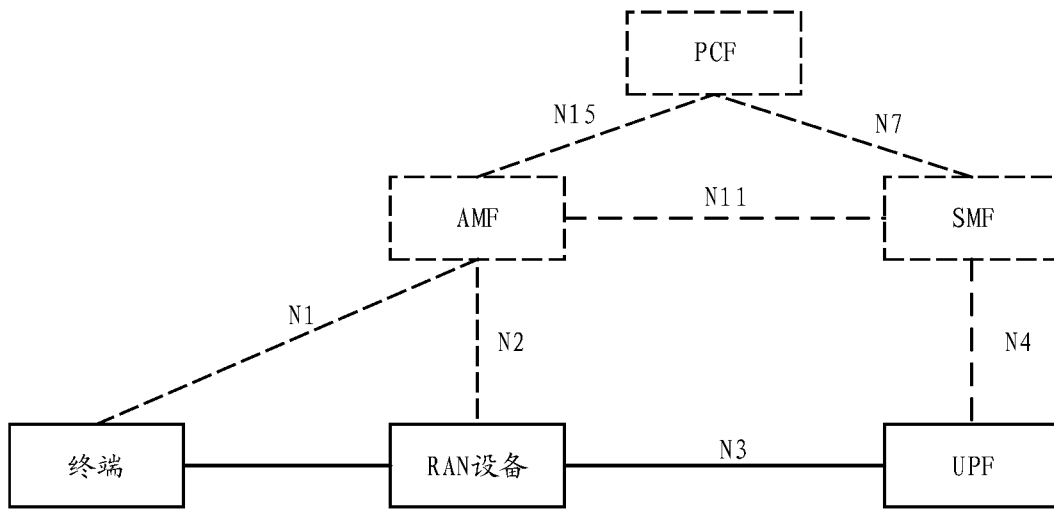 PCF
N15
N7
AMF
N11
SMF
N1
N2
N4
终端
RAN设备
N3
UPF